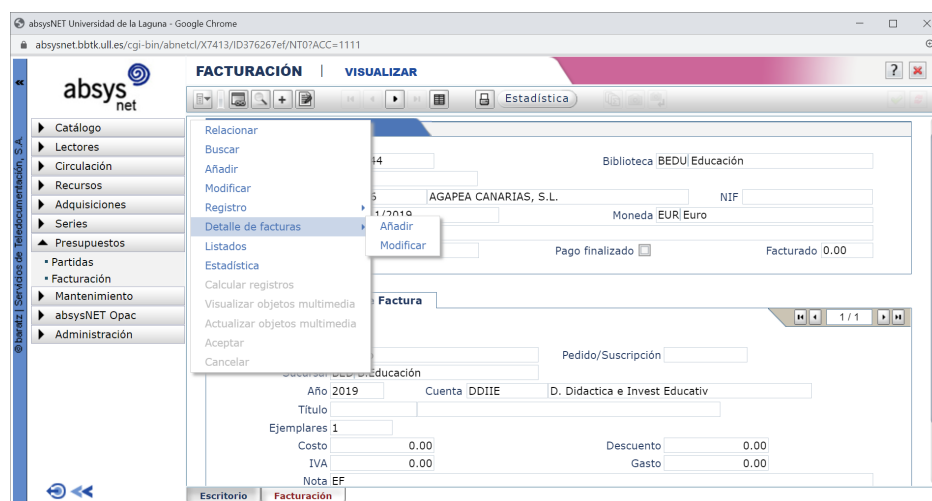 absysNET Universidad de la Laguna - Google Chrome
absysnet.bbtk.ull.es/cgi-bin/abnetcl/X7413/ID376267ef/NT0?ACC=1111
«
absys
net
FACTURACIÓN | VISUALIZAR
?
Estadística
Catálogo
Lectores
Circulación
Recursos
Adquisiciones
Series
Presupuestos
Partidas
Facturación
Mantenimiento
absysNET Opac
Administración
© baratz | Servicios de Teledocumentación, S.A.
Relacionar
Buscar
Añadir
Modificar
Registro
Detalle de facturas
Listados
Estadística
Calcular registros
Visualizar objetos multimedia
Actualizar objetos multimedia
Aceptar
Cancelar
Añadir
Modificar
44 Biblioteca BEDU Educación
AGAPEA CANARIAS, S.L. NIF
1/2019 Moneda EUR Euro
Pago finalizado Facturado 0.00
Factura
1 / 1
Pedido/Suscripción
Sucursal BED D.Educación
Año 2019 Cuenta DDIIE D. Didactica e Invest Educativ
Título
Ejemplares 1
Costo 0.00 Descuento 0.00
IVA 0.00 Gasto 0.00
Nota EF
Escritorio Facturación